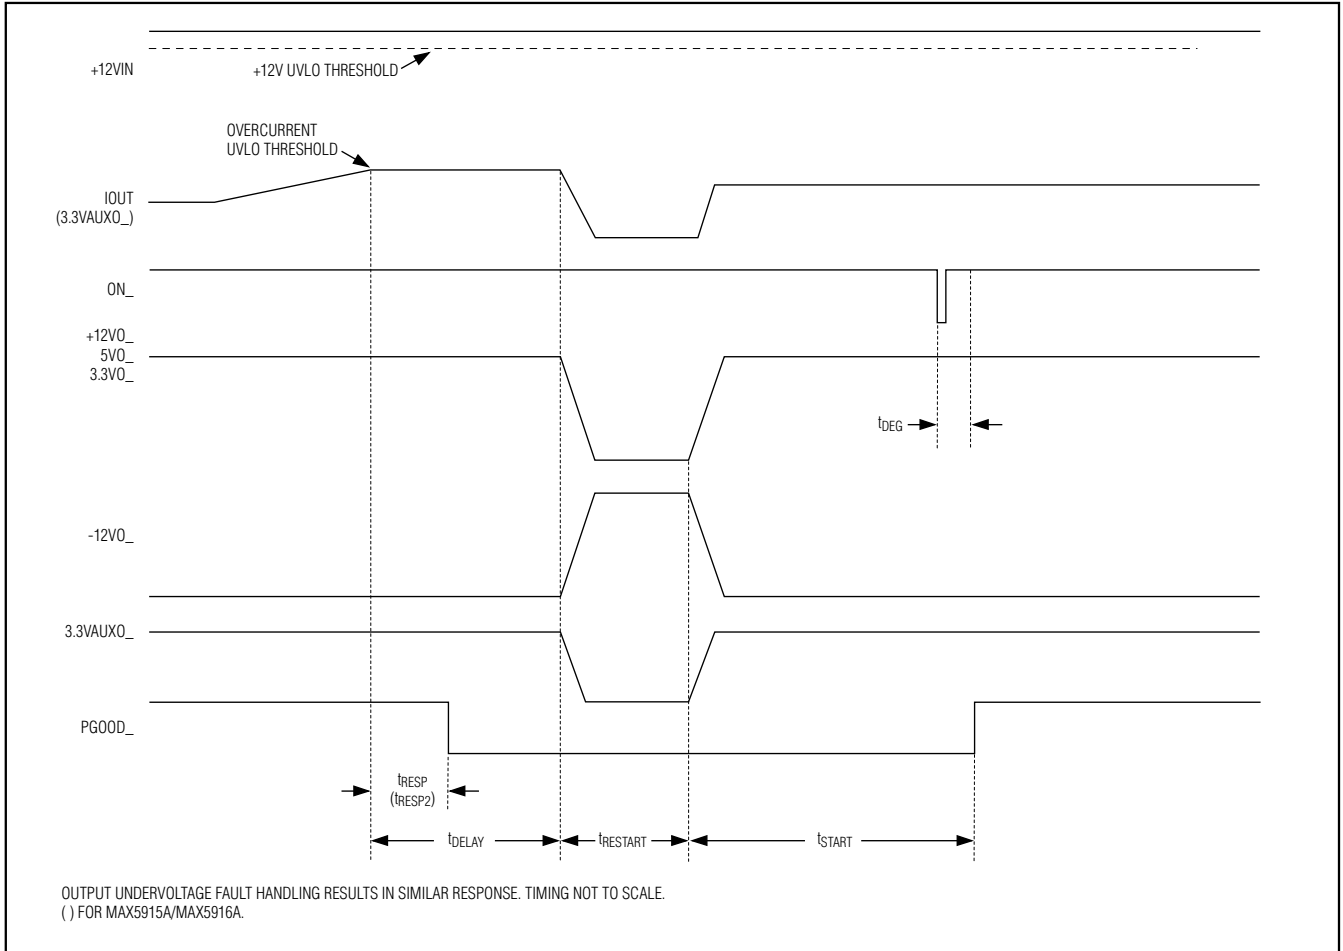 +12VIN
+12V UVLO THRESHOLD
OVERCURRENT
UVLO THRESHOLD
IOUT
(3.3VAUXO_)
ON_
+12VO_
5VO_
3.3VO_
tDEG
-12VO_
3.3VAUXO_
PGOOD_
tRESP
(tRESP2)
tDELAY
tRESTART
tSTART
OUTPUT UNDERVOLTAGE FAULT HANDLING RESULTS IN SIMILAR RESPONSE. TIMING NOT TO SCALE.
( ) FOR MAX5915A/MAX5916A.